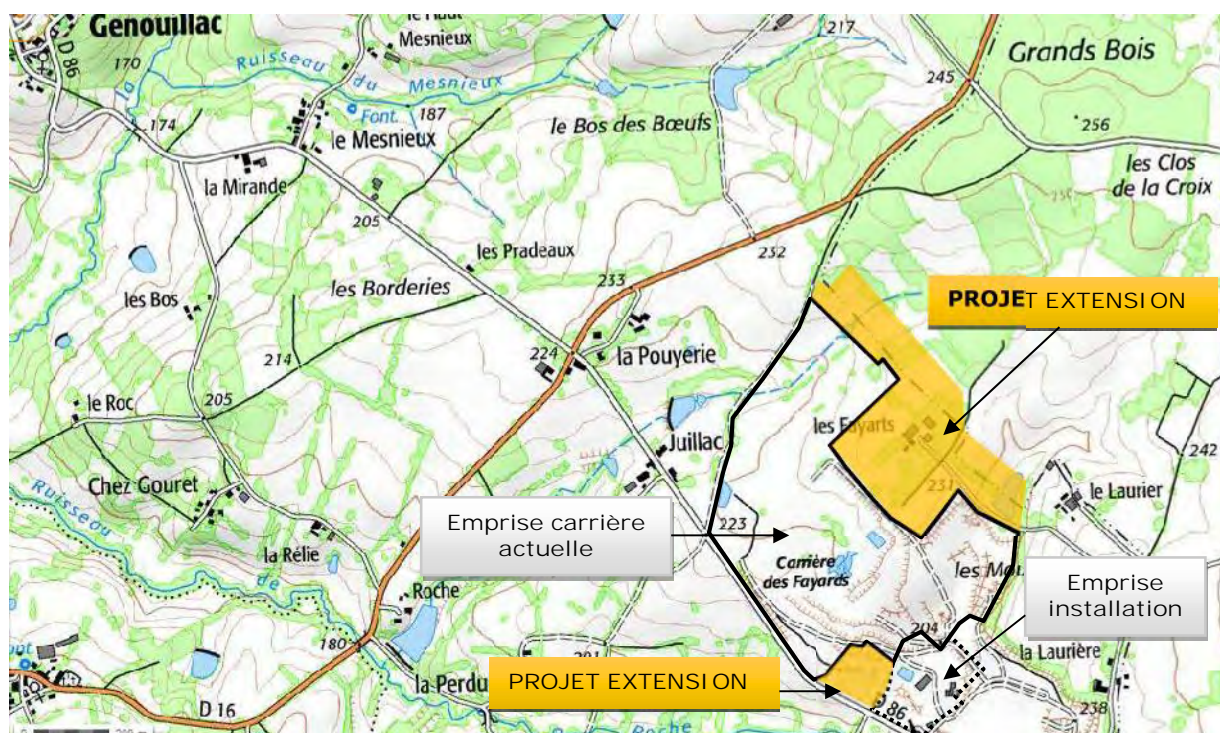 Genouillac
le Haut
Mesnieux
217
D 86
170
Ruisseau du Mesnieux
Grands Bois
245
Font.
187
174
le Mesnieux
le Bos des Bœufs
256
la Mirande
les Clos
de la Croix
205
232
les Pradeaux
233
les Borderies
les Bos
PROJET EXTENSION
224
la Pouyerie
214
le Roc
205
les Fayarts
Juillac
242
231
Chez Gouret
le Laurier
Ruisseau de
Emprise carrière
actuelle
223
la Rélie
Carrière
des Fayards
les
Emprise
installation
Roche
204
180
la Laurière
PROJET EXTENSION
la Perdu
D 16
86
238
Roche